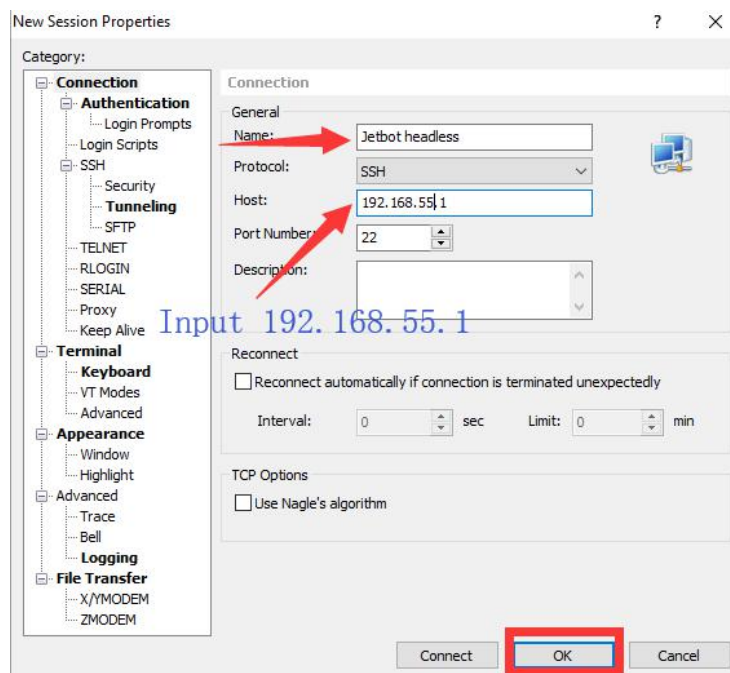 New Session Properties
?
Category:
Connection
Authentication
Login Prompts
Login Scripts
SSH
Security
Tunneling
SFTP
TELNET
RLOGIN
SERIAL
Proxy
Keep Alive
Terminal
Keyboard
VT Modes
Advanced
Appearance
Window
Highlight
Advanced
Trace
Bell
Logging
File Transfer
X/YMODEM
ZMODEM
Connection
General
Name: Jetbot headless
Protocol: SSH
Host: 192.168.55.1
Port Number: 22
Description:
Input 192.168.55.1
Reconnect
Reconnect automatically if connection is terminated unexpectedly
Interval: 0 sec Limit: 0 min
TCP Options
Use Nagle's algorithm
Connect OK Cancel